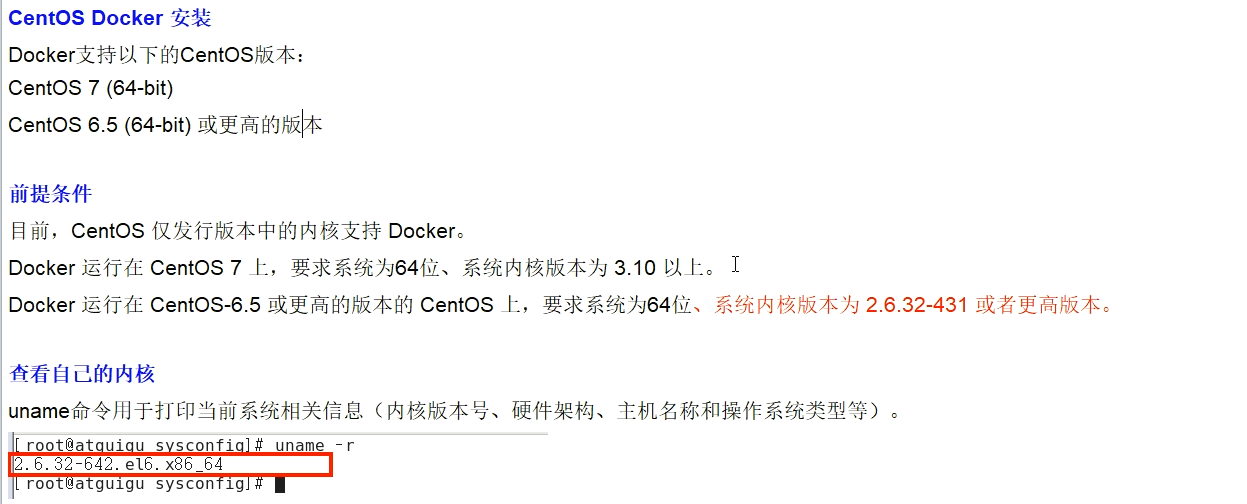 CentOS Docker 安装
Docker支持以下的CentOS版本：
CentOS 7 (64-bit)
CentOS 6.5 (64-bit) 或更高的版本
前提条件
目前，CentOS 仅发行版本中的内核支持 Docker。
Docker 运行在 CentOS 7 上，要求系统为64位、系统内核版本为 3.10 以上。
Docker 运行在 CentOS-6.5 或更高的版本的 CentOS 上，要求系统为64位、系统内核版本为 2.6.32-431 或者更高版本。
查看自己的内核
uname命令用于打印当前系统相关信息（内核版本号、硬件架构、主机名称和操作系统类型等）。
[root@atguigu sysconfig]# uname -r
2.6.32-642.el6.x86_64
[root@atguigu sysconfig]#